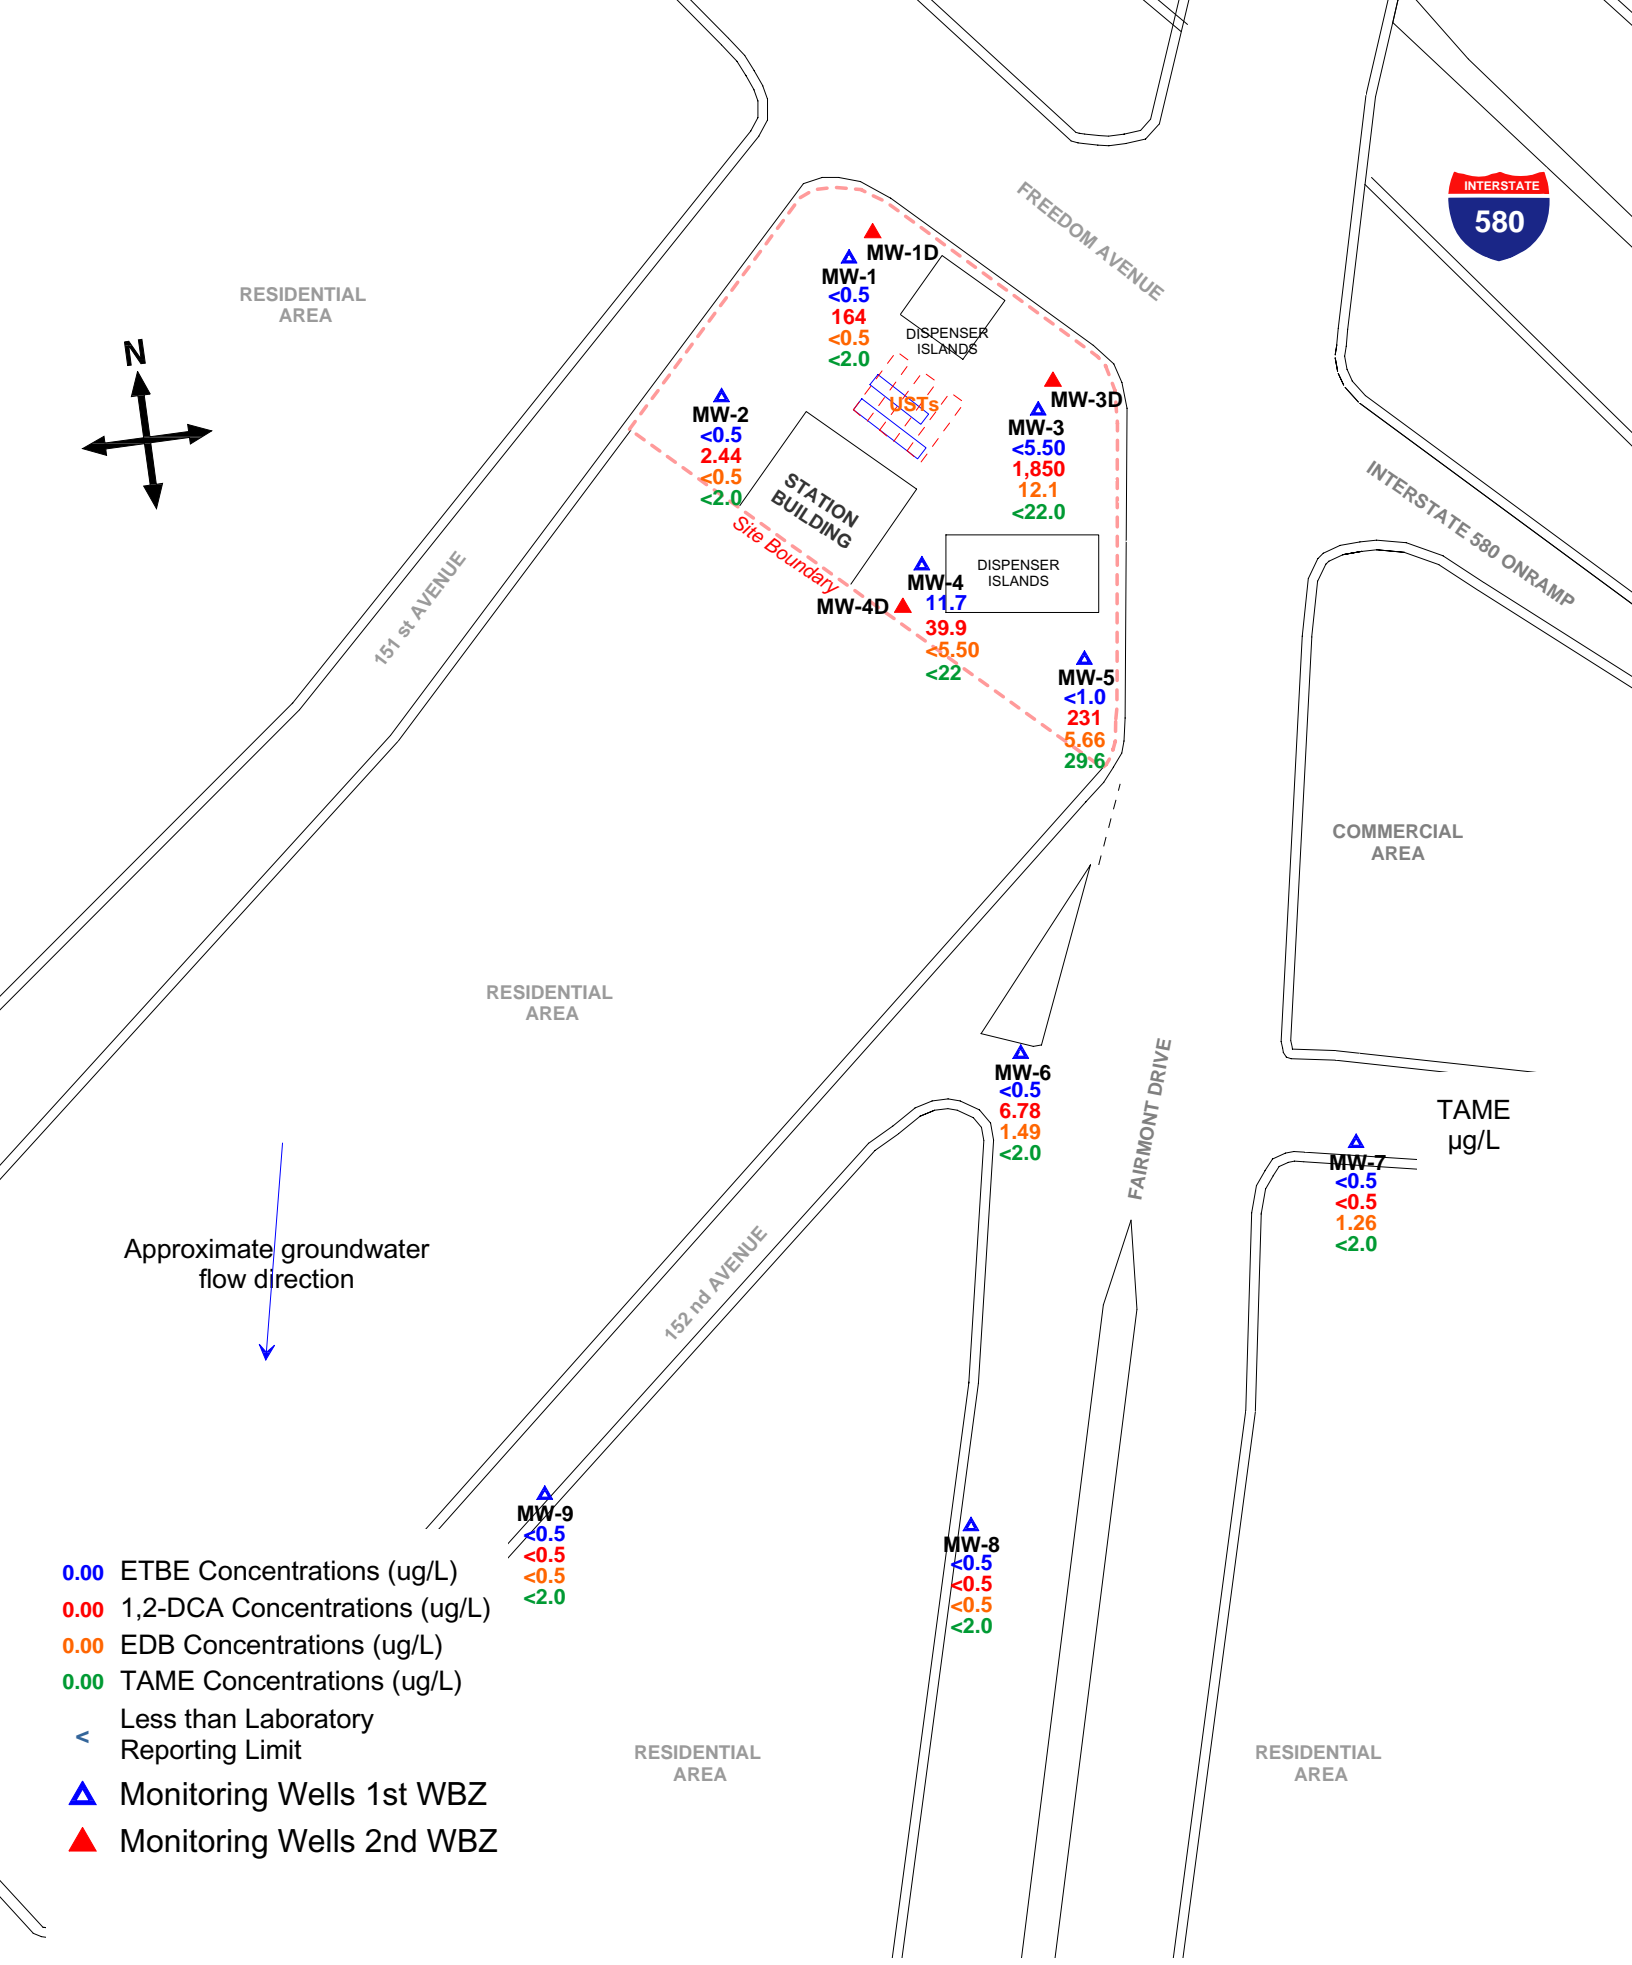 INTERSTATE
580
FREEDOM AVENUE
MW-1D
MW-1
<0.5
164
<0.5
<2.0
DISPENSER
ISLANDS
RESIDENTIAL
AREA
N
USTs
MW-2
<0.5
2.44
<0.5
<2.0
MW-3D
MW-3
<5.50
1,850
12.1
<22.0
STATION
BUILDING
Site Boundary
INTERSTATE 580 ONRAMP
DISPENSER
ISLANDS
MW-4
MW-4D
11.7
39.9
<5.50
<22
151 st AVENUE
MW-5
<1.0
231
5.66
29.6
COMMERCIAL
AREA
RESIDENTIAL
AREA
MW-6
<0.5
6.78
1.49
<2.0
FAIRMONT DRIVE
TAME
µg/L
MW-7
<0.5
<0.5
1.26
<2.0
Approximate groundwater
flow direction
152 nd AVENUE
MW-9
<0.5
<0.5
<0.5
<2.0
MW-8
<0.5
<0.5
<0.5
<2.0
0.00 ETBE Concentrations (ug/L)
0.00 1,2-DCA Concentrations (ug/L)
0.00 EDB Concentrations (ug/L)
0.00 TAME Concentrations (ug/L)
< Less than Laboratory
Reporting Limit
Monitoring Wells 1st WBZ
Monitoring Wells 2nd WBZ
RESIDENTIAL
AREA
RESIDENTIAL
AREA